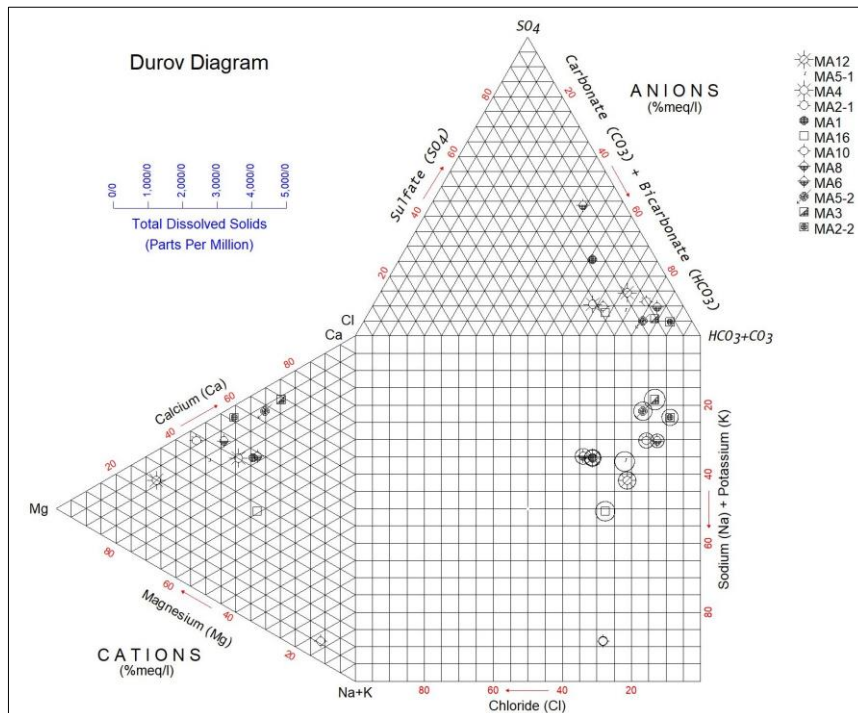 SO4
Durov Diagram
ANIONS
(%meq/l)
Carbonate (CO3) + Bicarbonate (HCO3)
20
40
60
80
Sulfate (SO4)
80
60
40
20
MA12
MA5-1
MA4
MA2-1
MA1
MA16
MA10
MA8
MA6
MA5-2
MA3
MA2-2
0/0
1,000/0
2,000/0
3,000/0
4,000/0
5,000/0
Total Dissolved Solids
(Parts Per Million)
Cl
Ca
HCO3+CO3
Calcium (Ca)
20
40
60
80
Mg
Magnesium (Mg)
80
60
40
20
Na+K
CATIONS
(%meq/l)
Sodium (Na) + Potassium (K)
20
40
60
80
80
60
40
20
Chloride (Cl)